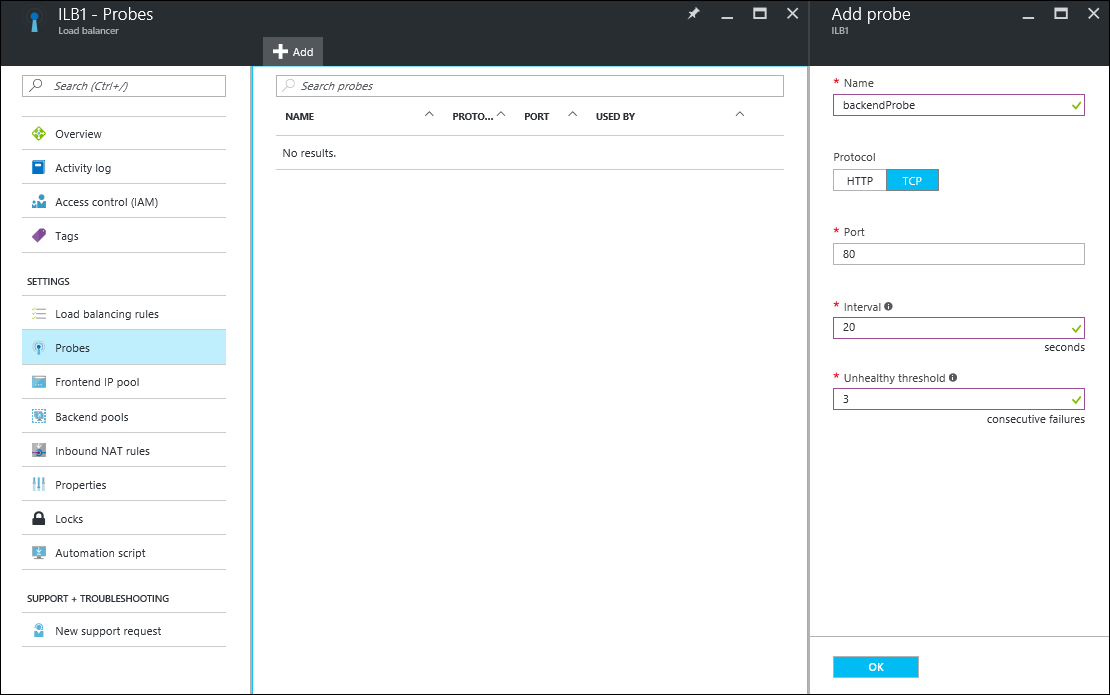 ILB1 - Probes
Load balancer
Add
Search (Ctrl+/)
Overview
Activity log
Access control (IAM)
Tags
SETTINGS
Load balancing rules
Probes
Frontend IP pool
Backend pools
Inbound NAT rules
Properties
Locks
Automation script
SUPPORT + TROUBLESHOOTING
New support request
Search probes
NAME PROTO... PORT USED BY
No results.
Add probe
ILB1
* Name
backendProbe
Protocol
HTTP TCP
* Port
80
* Interval
20
seconds
* Unhealthy threshold
3
consecutive failures
OK